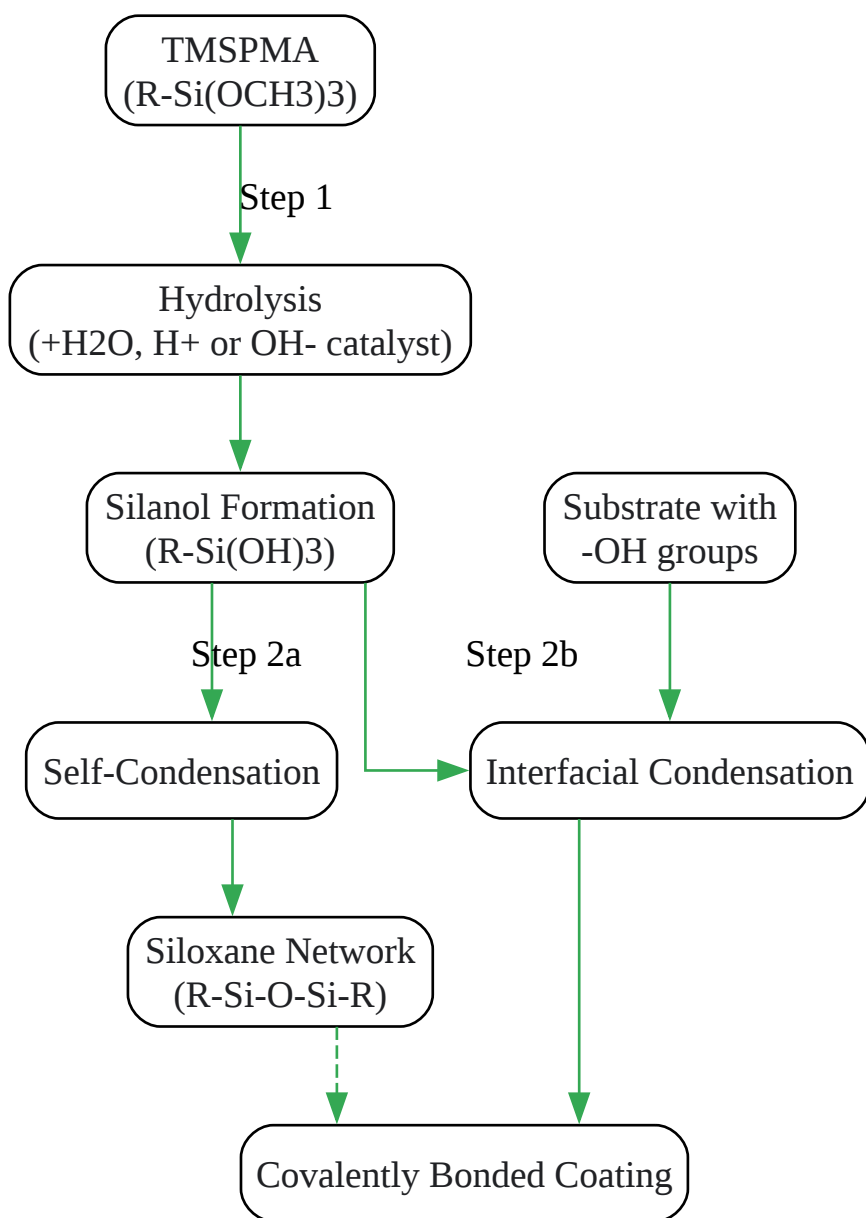 TMSPMA
(R-Si(OCH3)3)
Step 1
Hydrolysis
(+H2O, H+ or OH- catalyst)
Silanol Formation
(R-Si(OH)3)
Substrate with
-OH groups
Step 2a
Step 2b
Self-Condensation
Interfacial Condensation
Siloxane Network
(R-Si-O-Si-R)
Covalently Bonded Coating